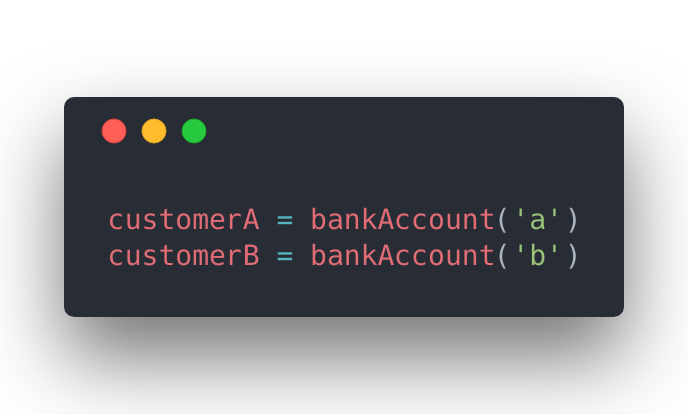 customerA = bankAccount('a')
customerB = bankAccount('b')